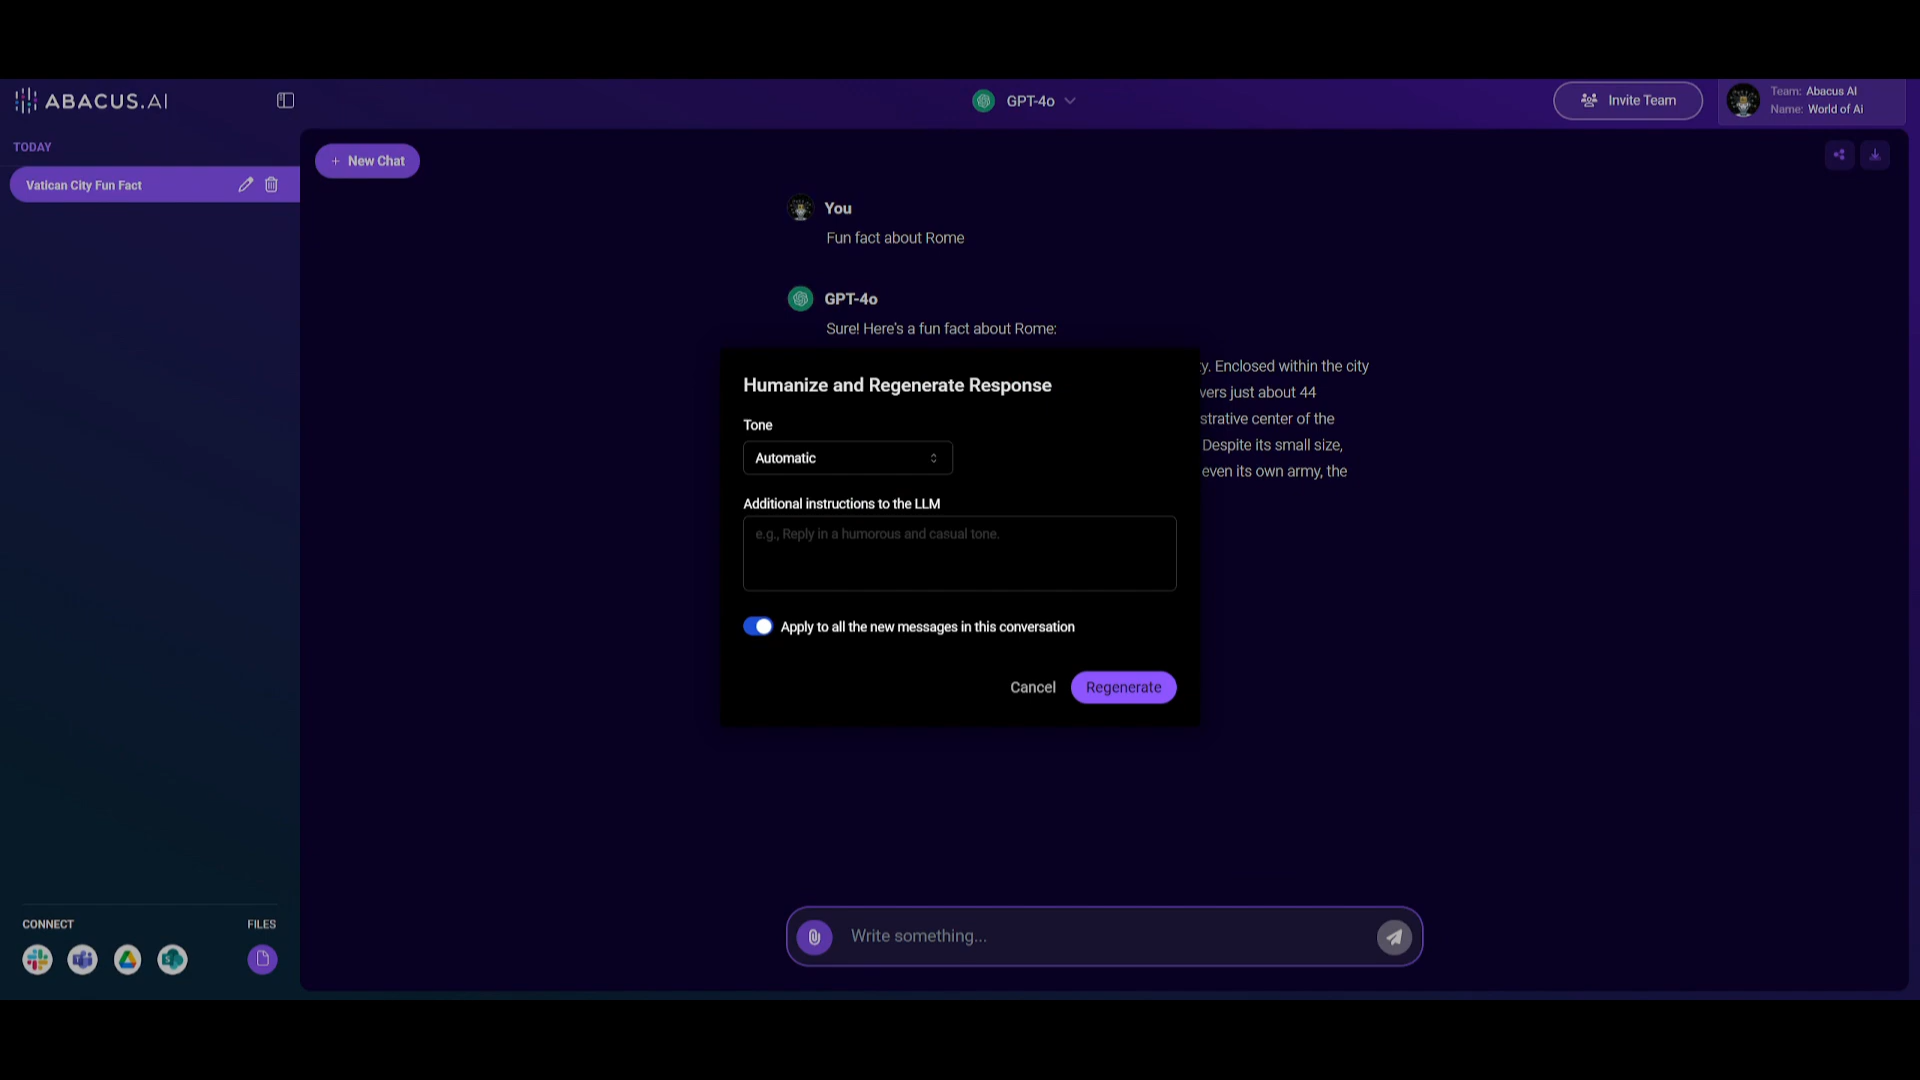 ABACUS.AI
GPT-4o
Invite Team
Team: Abacus AI
Name: World of Ai
TODAY
Vatican City Fun Fact
+ New Chat
You
Fun fact about Rome
GPT-4o
Sure! Here's a fun fact about Rome:
y. Enclosed within the city
vers just about 44
strative center of the
Despite its small size,
even its own army, the
Humanize and Regenerate Response
Tone
Automatic
Additional instructions to the LLM
e.g., Reply in a humorous and casual tone.
Apply to all the new messages in this conversation
Cancel
Regenerate
CONNECT
FILES
Write something...